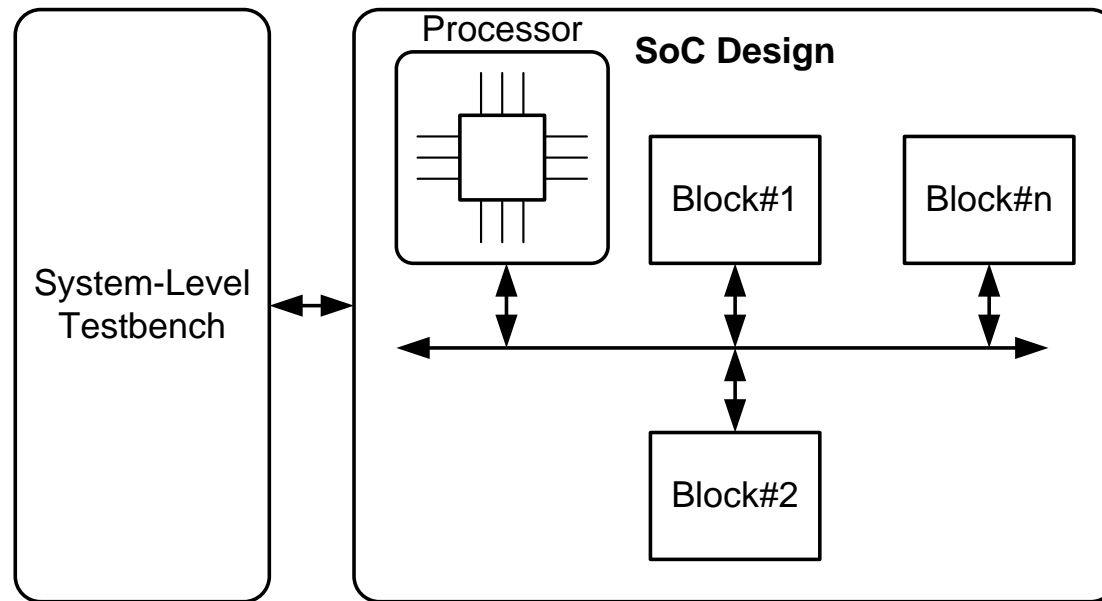 Processor
SoC Design
Block#1
Block#n
System-Level
Testbench
Block#2